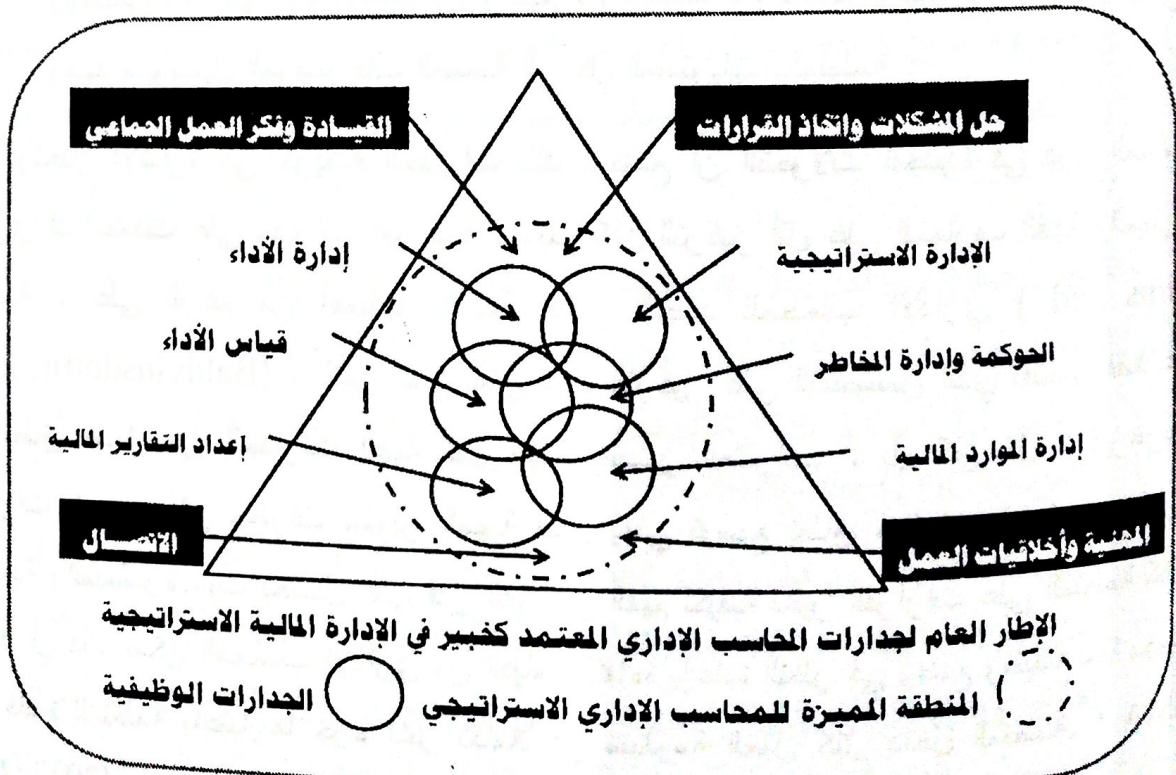 حل المشكلات واتخاذ القرارات
القيادة وفكر العمل الجماعي
الإدارة الاستراتيجية
إدارة الأداء
الحوكمة وإدارة المخاطر
قياس الأداء
إدارة الموارد المالية
إعداد التقارير المالية
المهنية وأخلاقيات العمل
الاتصال
الإطار العام لجدارات المحاسب الإداري المعتمد كخبير في الإدارة المالية الاستراتيجية
المنطقة المميزة للمحاسب الإداري الاستراتيجي
الجدارات الوظيفية